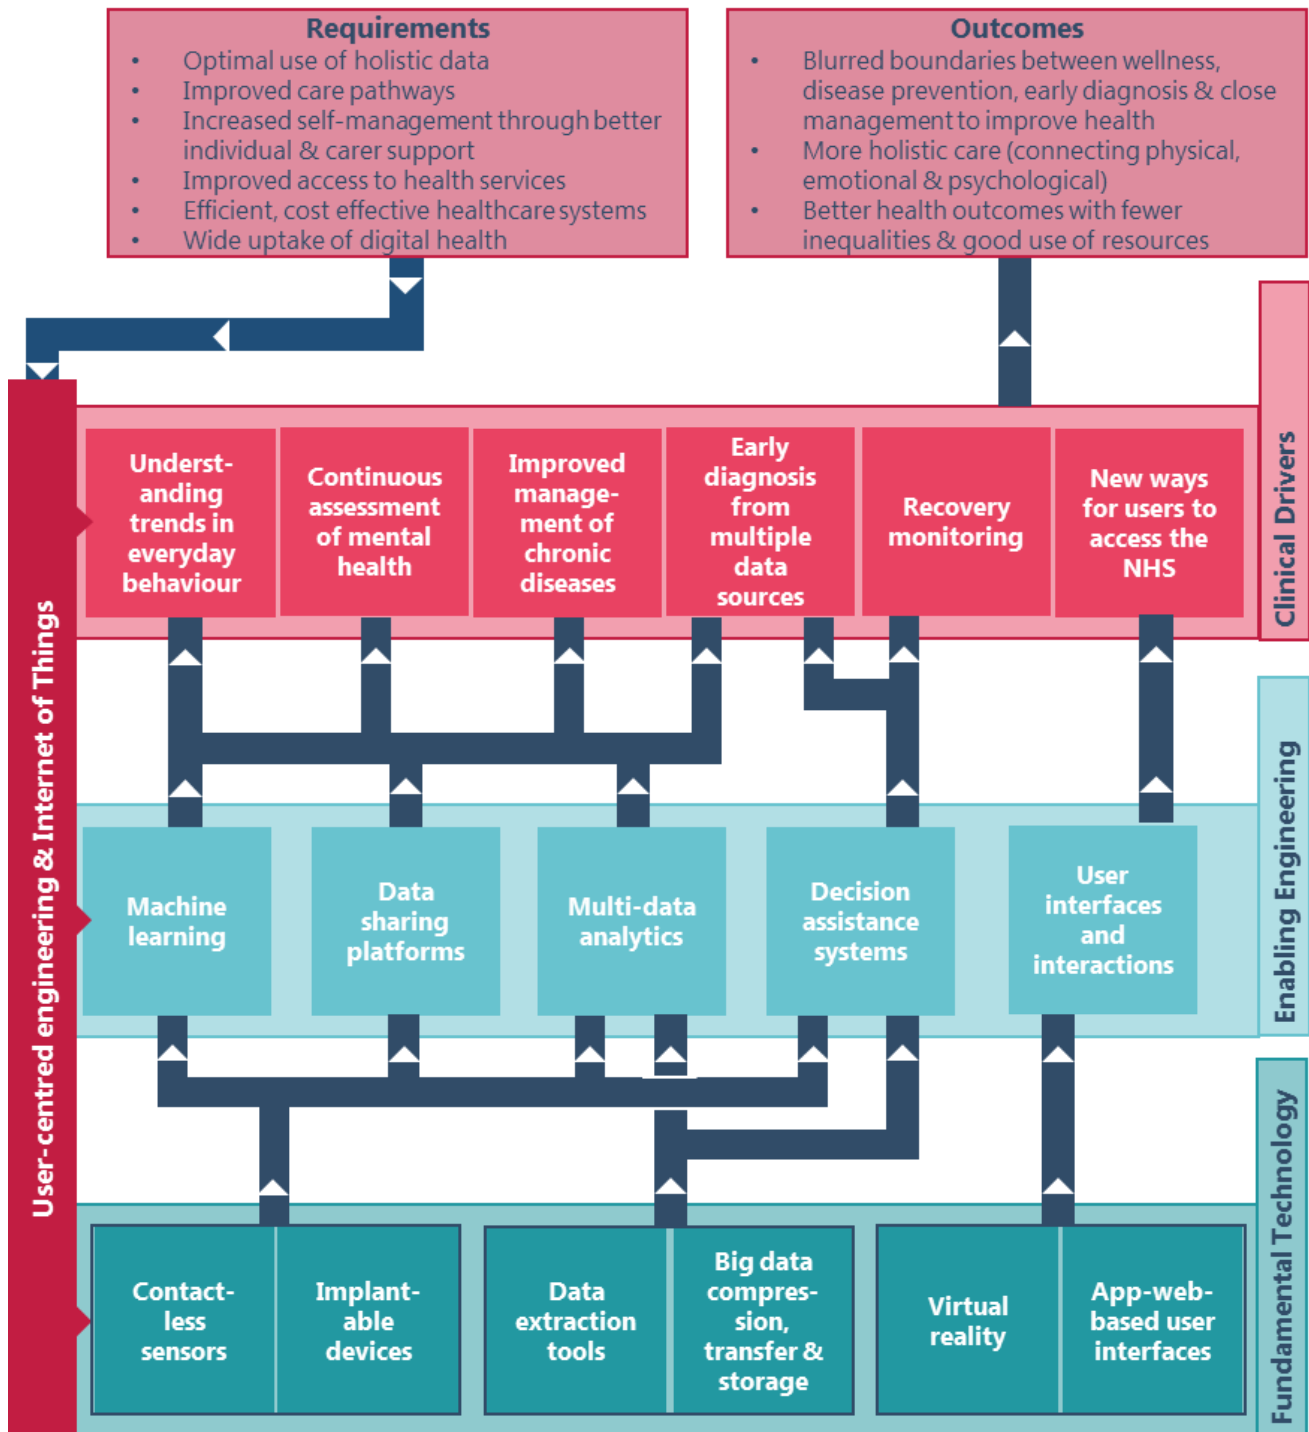 Requirements
• Optimal use of holistic data
• Improved care pathways
• Increased self-management through better
individual & carer support
• Improved access to health services
• Efficient, cost effective healthcare systems
• Wide uptake of digital health
Outcomes
• Blurred boundaries between wellness,
disease prevention, early diagnosis & close
management to improve health
• More holistic care (connecting physical,
emotional & psychological)
• Better health outcomes with fewer
inequalities & good use of resources
User-centred engineering & Internet of Things
Clinical Drivers
Underst-
anding
trends in
everyday
behaviour
Continuous
assessment
of mental
health
Improved
manage-
ment of
chronic
diseases
Early
diagnosis
from
multiple
data
sources
Recovery
monitoring
New ways
for users to
access the
NHS
Enabling Engineering
Machine
learning
Data
sharing
platforms
Multi-data
analytics
Decision
assistance
systems
User
interfaces
and
interactions
Fundamental Technology
Contact-
less
sensors
Implant-
able
devices
Data
extraction
tools
Big data
compres-
sion,
transfer &
storage
Virtual
reality
App-web-
based user
interfaces